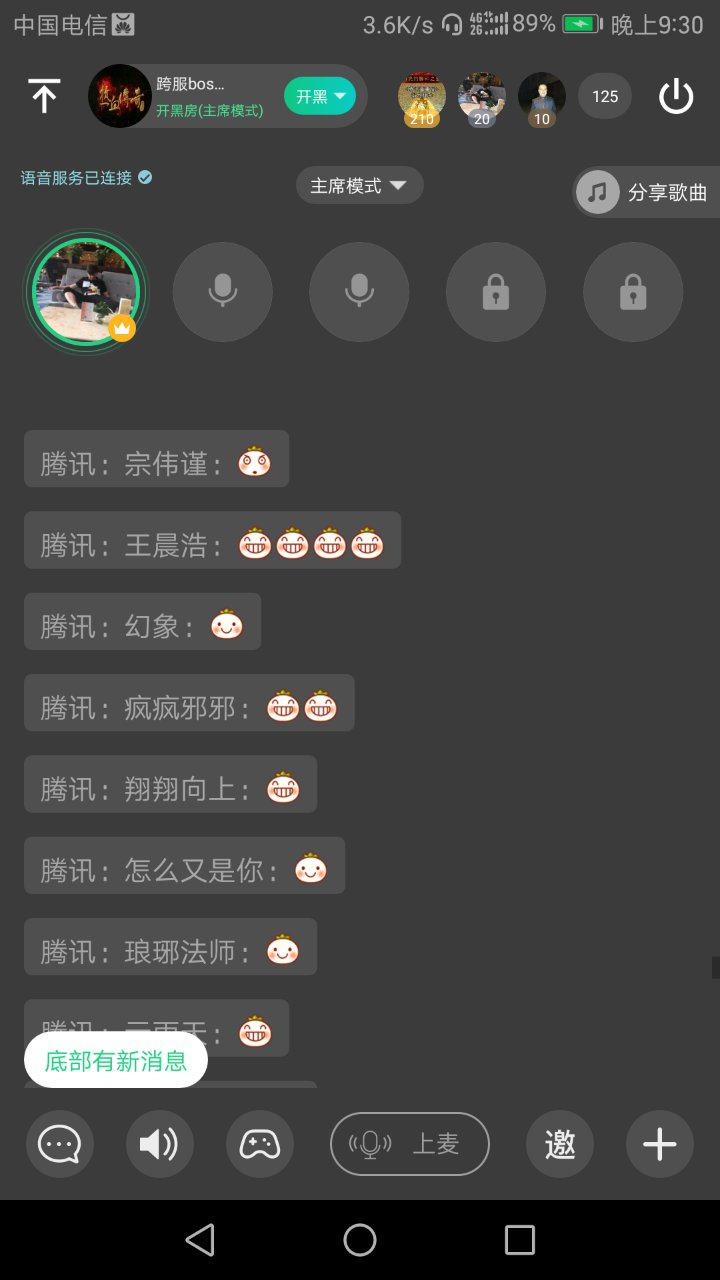 中国电信 3.6K/s 4G 2G 89% 晚上9:30
跨服bos...
开黑房(主席模式)
开黑
210
20
10
125
语音服务已连接
主席模式
分享歌曲
腾讯：宗伟谨：
腾讯：王晨浩：
腾讯：幻象：
腾讯：疯疯邪邪：
腾讯：翔翔向上：
腾讯：怎么又是你：
腾讯：琅琊法师：
底部有新消息
上麦
邀